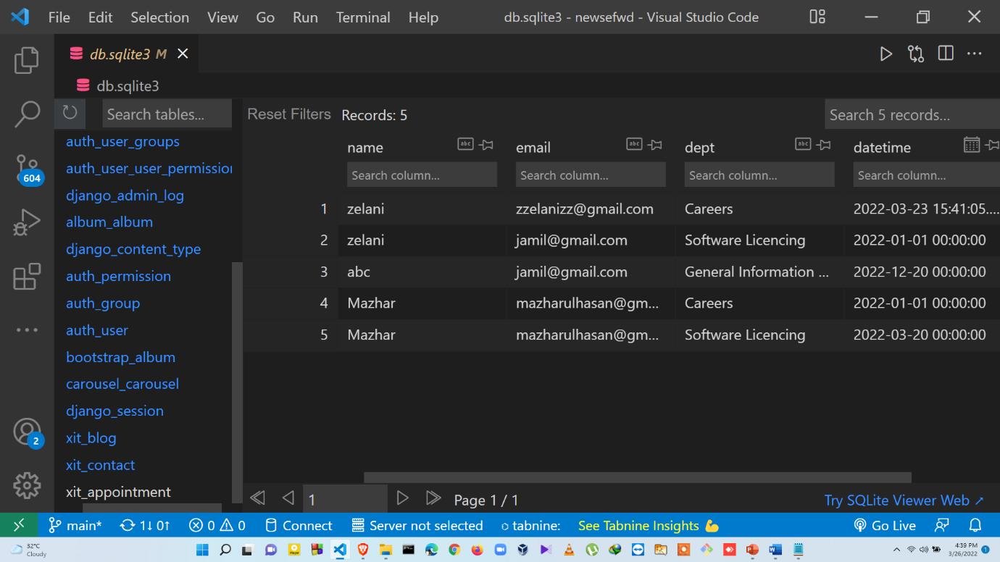 File Edit Selection View Go Run Terminal Help db.sqlite3 - newsefwd - Visual Studio Code
db.sqlite3 M
db.sqlite3
Search tables... Reset Filters Records: 5 Search 5 records...
auth_user_groups
auth_user_user_permission
django_admin_log
album_album
django_content_type
auth_permission
auth_group
auth_user
bootstrap_album
carousel_carousel
django_session
xit_blog
xit_contact
xit_appointment
604
2
name abc email abc dept abc datetime
Search column... Search column... Search column... Search column...
1 zelani zzelanizz@gmail.com Careers 2022-03-23 15:41:05....
2 zelani jamil@gmail.com Software Licencing 2022-01-01 00:00:00
3 abc jamil@gmail.com General Information ... 2022-12-20 00:00:00
4 Mazhar mazharulhasan@gm... Careers 2022-01-01 00:00:00
5 Mazhar mazharulhasan@gm... Software Licencing 2022-03-20 00:00:00
1 Page 1 / 1 Try SQLite Viewer Web ↗
main* 1↓ 0↑ 0 0 Connect Server not selected tabnine: See Tabnine Insights 💪 Go Live
32°C
Cloudy
4:39 PM
3/26/2022
1